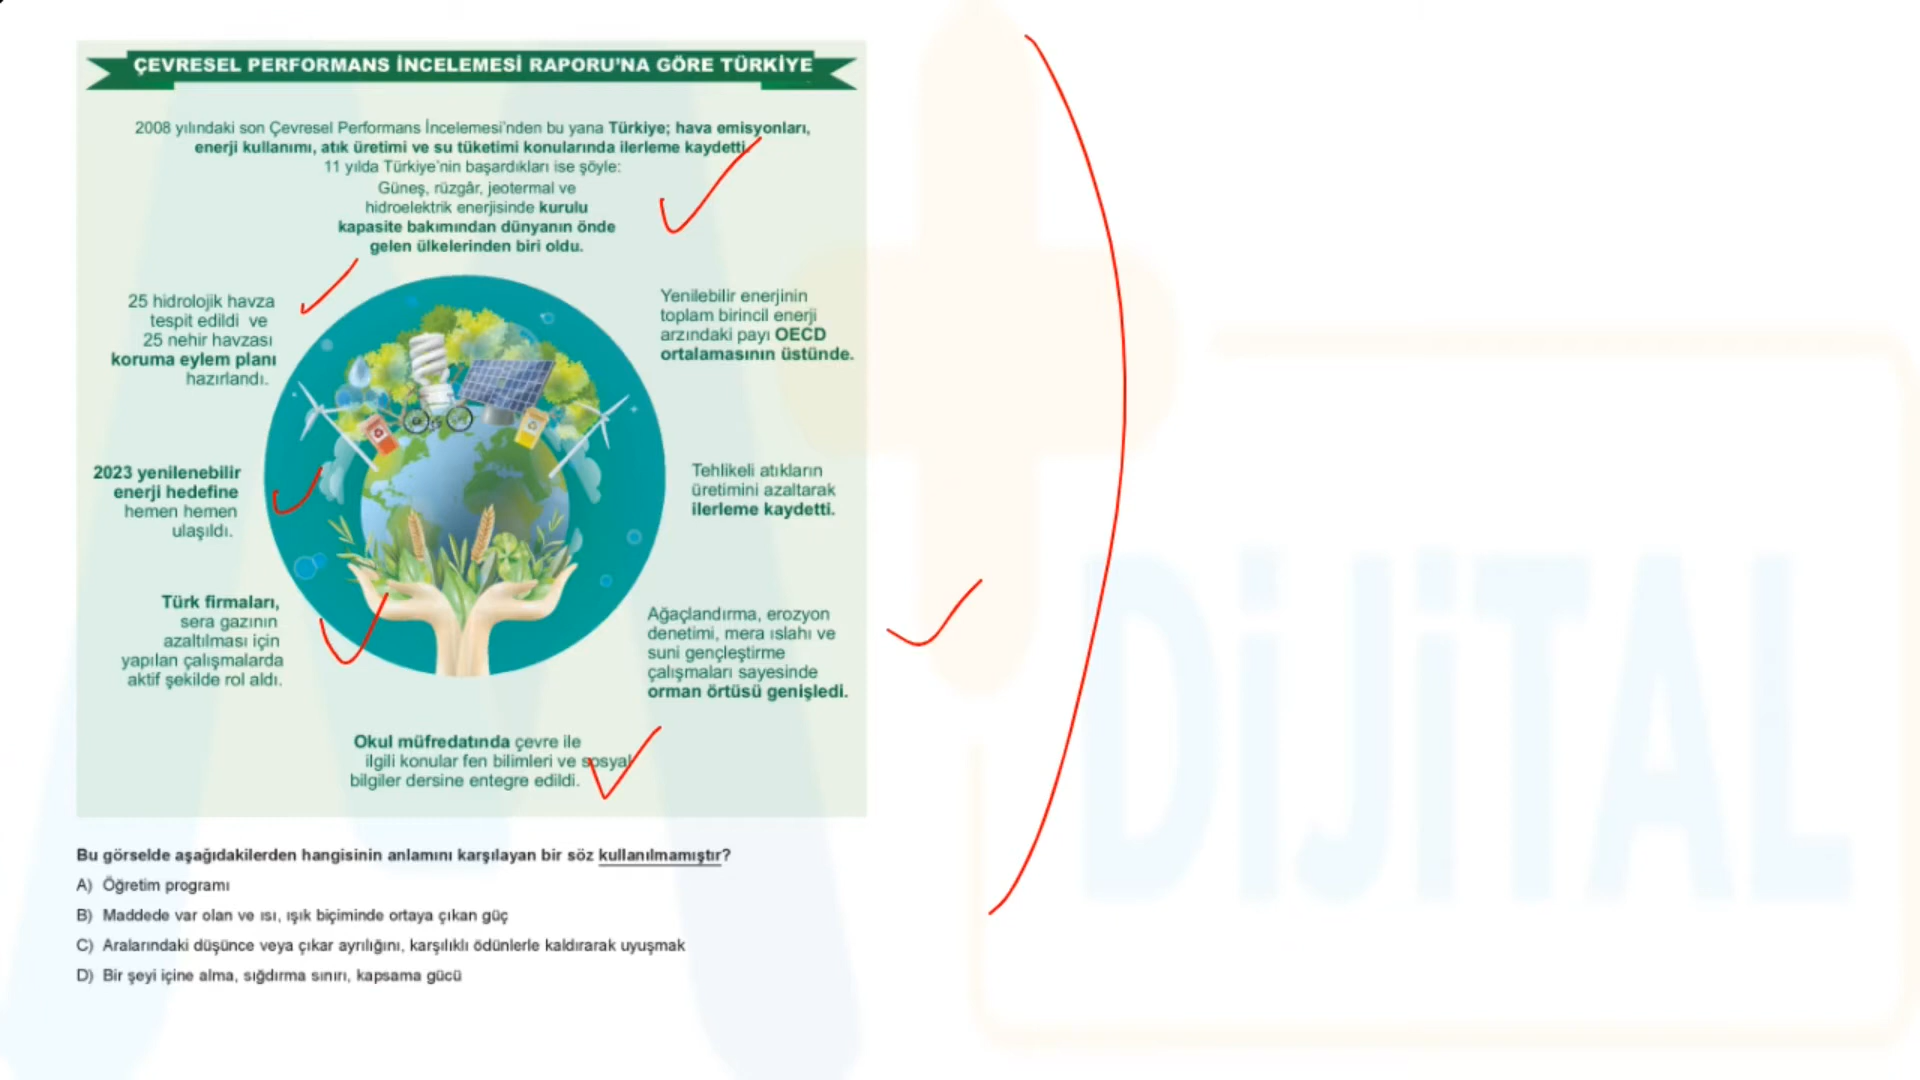 ÇEVRESEL PERFORMANS İNCELEMESİ RAPORU'NA GÖRE TÜRKİYE
2008 yılındaki son Çevresel Performans İncelemesi'nden bu yana Türkiye; hava emisyonları,
enerji kullanımı, atık üretimi ve su tüketimi konularında ilerleme kaydetti.
11 yılda Türkiye'nin başardıkları ise şöyle:
Güneş, rüzgâr, jeotermal ve
hidroelektrik enerjisinde kurulu
kapasite bakımından dünyanın önde
gelen ülkelerinden biri oldu.
25 hidrolojik havza
tespit edildi ve
25 nehir havzası
koruma eylem planı
hazırlandı.
Yenilebilir enerjinin
toplam birincil enerji
arzındaki payı OECD
ortalamasının üstünde.
2023 yenilenebilir
enerji hedefine
hemen hemen
ulaşıldı.
Tehlikeli atıkların
üretimini azaltarak
ilerleme kaydetti.
Türk firmaları,
sera gazının
azaltılması için
yapılan çalışmalarda
aktif şekilde rol aldı.
Ağaçlandırma, erozyon
denetimi, mera ıslahı ve
suni gençleştirme
çalışmaları sayesinde
orman örtüsü genişledi.
Okul müfredatında çevre ile
ilgili konular fen bilimleri ve sosyal
bilgiler dersine entegre edildi.
Bu görselde aşağıdakilerden hangisinin anlamını karşılayan bir söz kullanılmamıştır?
A) Öğretim programı
B) Maddede var olan ve ısı, ışık biçiminde ortaya çıkan güç
C) Aralarındaki düşünce veya çıkar ayrılığını, karşılıklı ödünlerle kaldırarak uyuşmak
D) Bir şeyi içine alma, sığdırma sınırı, kapsama gücü
DİJİTAL